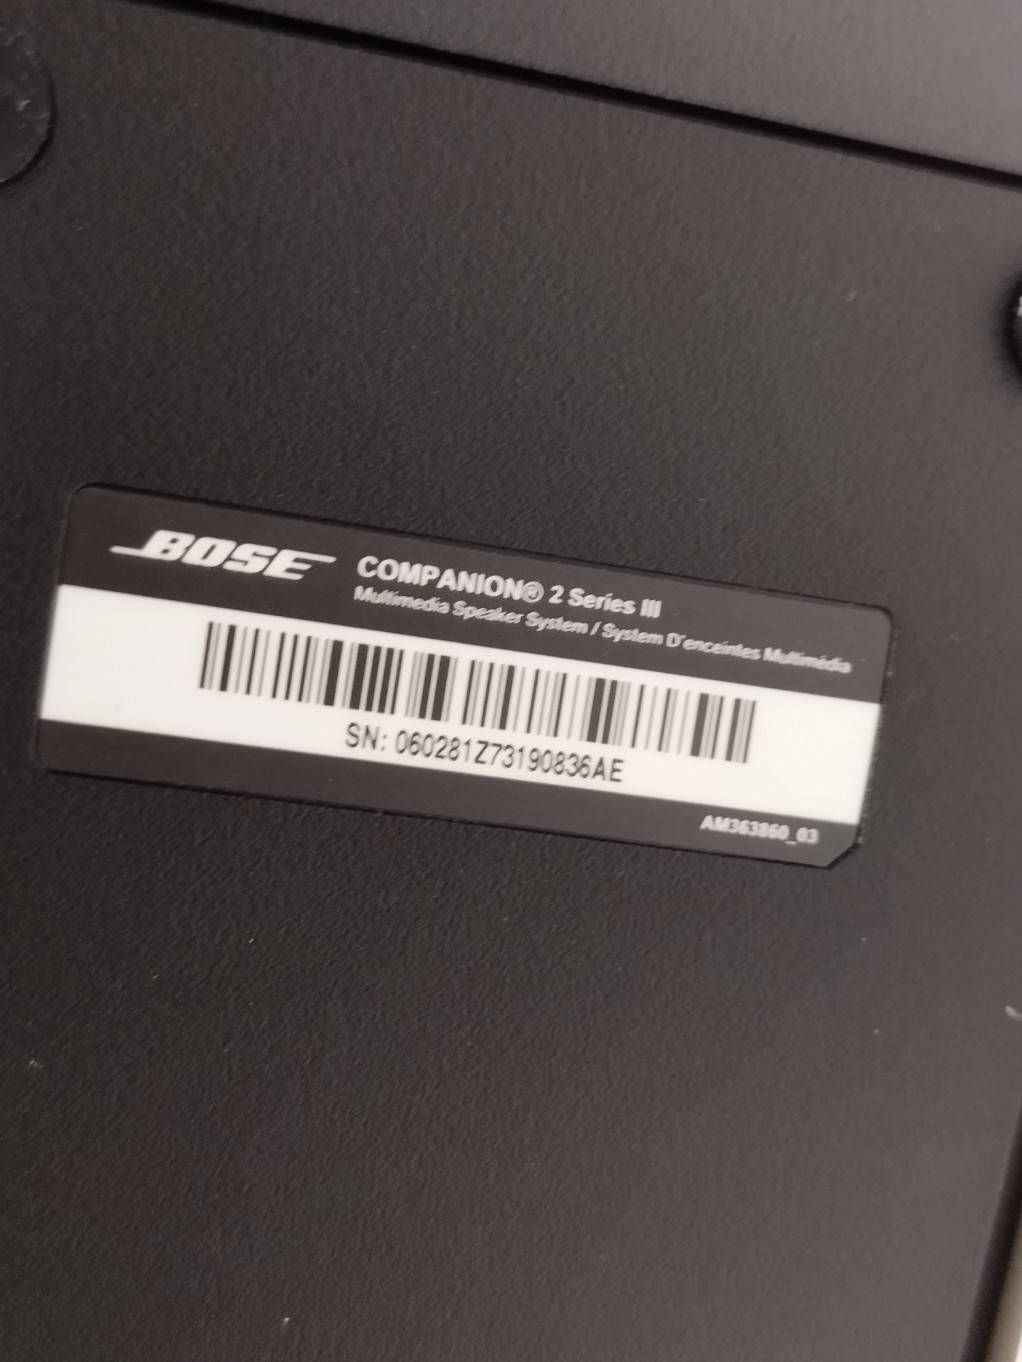 BOSE COMPANION® 2 Series III
Multimedia Speaker System / System D'enceintes Multimédia
SN: 060281Z73190836AE
AM363860_03